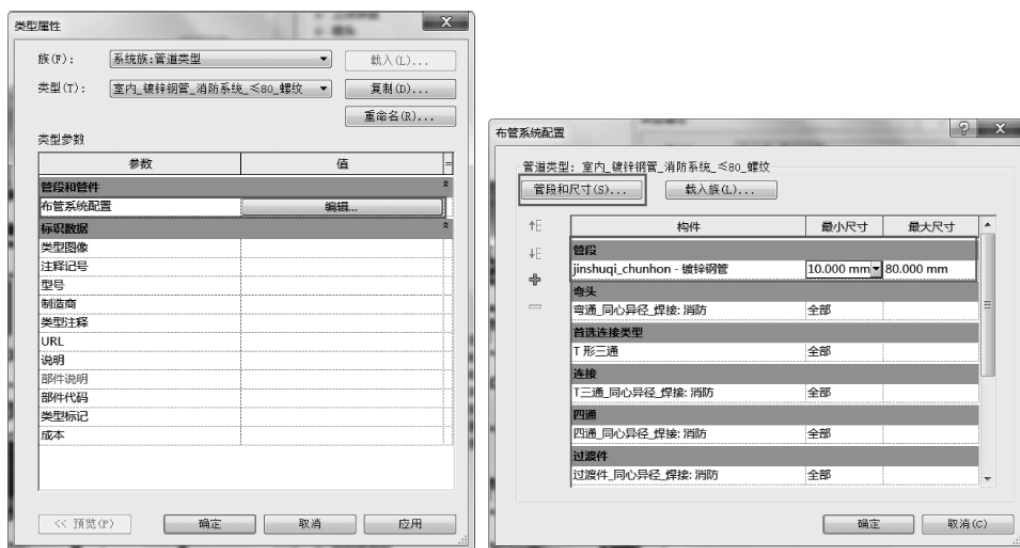 类型属性
族(F): 系统族:管道类型 载入(L)...
类型(T): 室内_镀锌钢管_消防系统_≤80_螺纹 复制(D)...
重命名(R)...
类型参数
参数 值 =
管段和管件
布管系统配置 编辑...
标识数据
类型图像
注释记号
型号
制造商
类型注释
URL
说明
部件说明
部件代码
类型标记
成本
<< 预览(P) 确定 取消 应用
布管系统配置
管道类型: 室内_镀锌钢管_消防系统_≤80_螺纹
管段和尺寸(S)... 载入族(L)...
构件 最小尺寸 最大尺寸
管段
jinshuqi_chunhon - 镀锌钢管 10.000 mm 80.000 mm
弯头
弯通_同心异径_焊接: 消防 全部
首选连接类型
T 形三通 全部
连接
T三通_同心异径_焊接: 消防 全部
四通
四通_同心异径_焊接: 消防 全部
过渡件
过渡件_同心异径_焊接: 消防 全部
确定 取消(C)